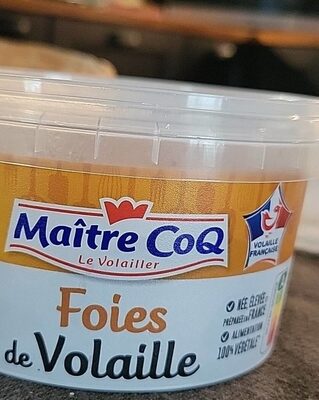 Maître CoQ
Le Volailler
VOLAILLE
FRANÇAISE
Foies
de Volaille
NÉE, ÉLEVÉE
PRÉPARÉE EN FRANCE
ALIMENTATION
100% VÉGÉTALE*